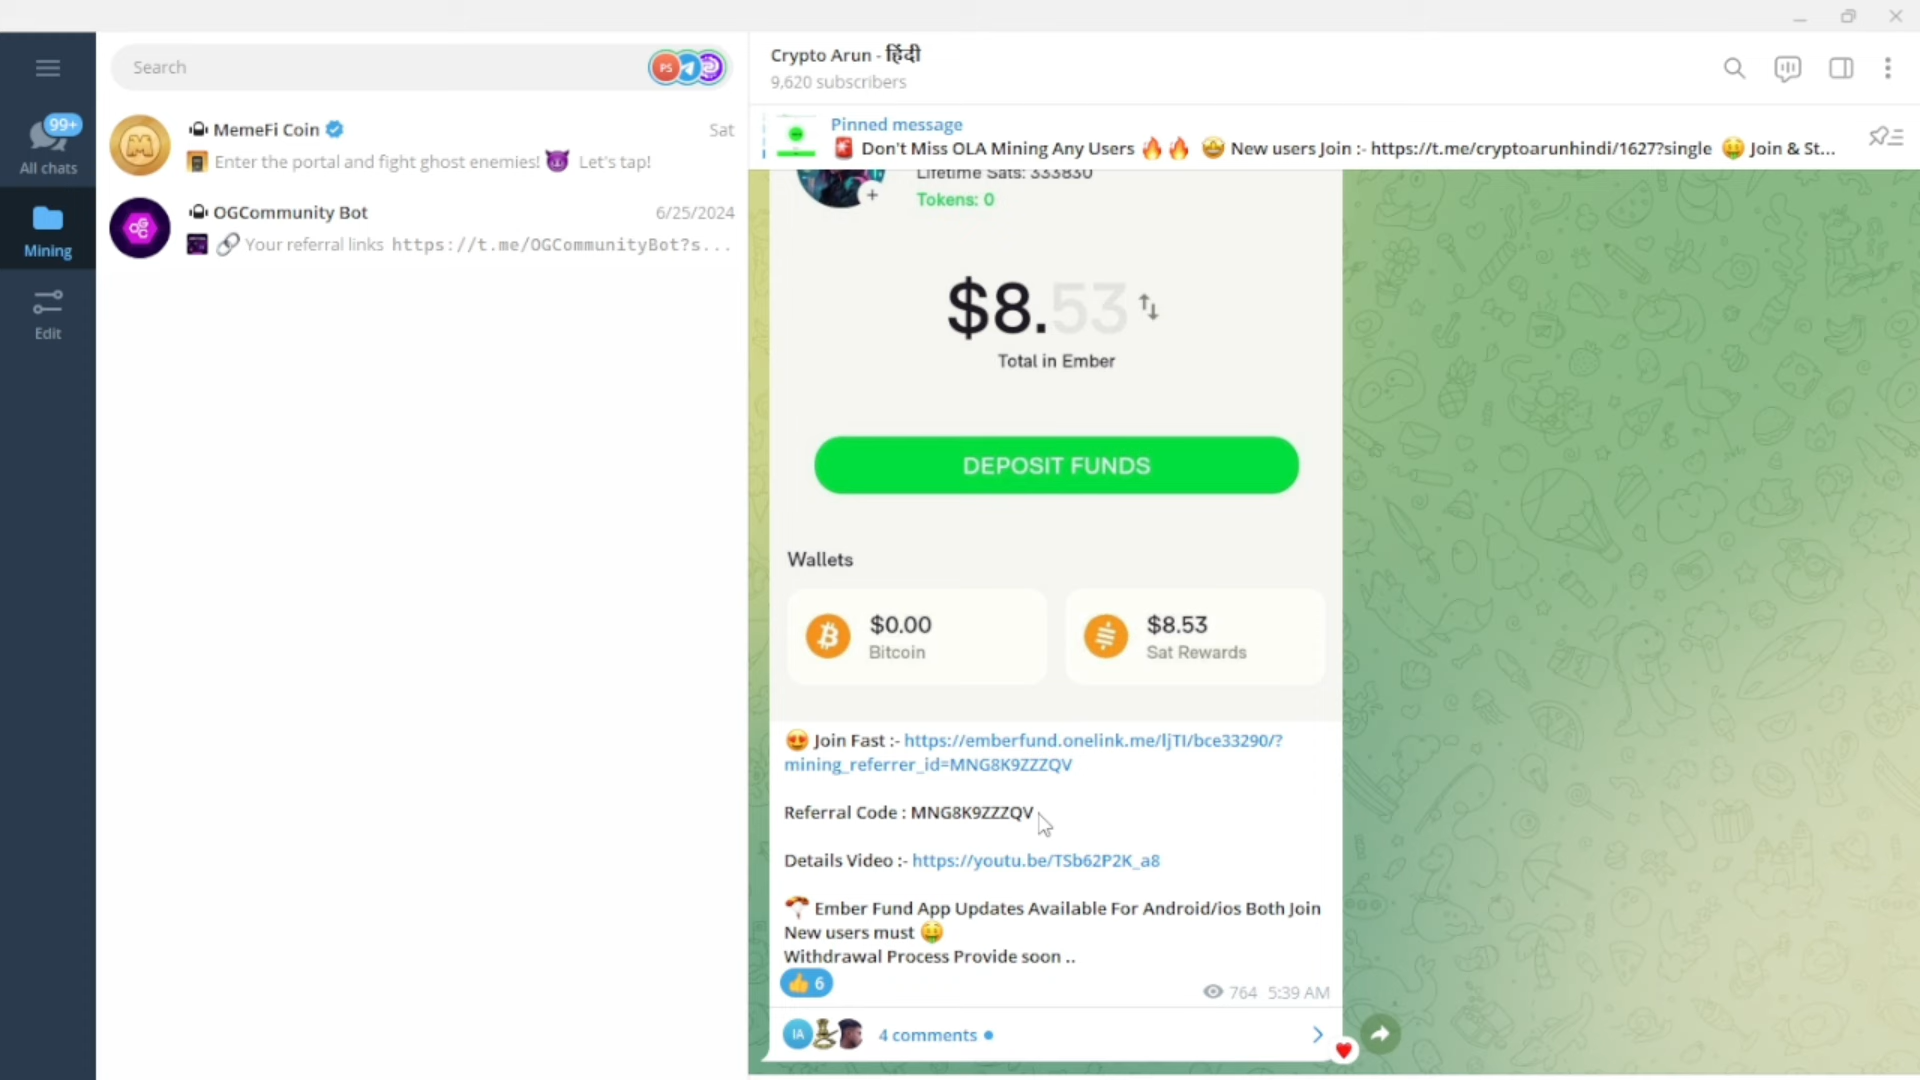 Search
PS
Crypto Arun - हिंदी
9,620 subscribers
99+
All chats
Mining
Edit
MemeFi Coin
Sat
Enter the portal and fight ghost enemies! 😈 Let's tap!
OGCommunity Bot
6/25/2024
🔗 Your referral links https://t.me/OGCommunityBot?s...
Pinned message
🚨 Don't Miss OLA Mining Any Users 🔥🔥 🤩 New users Join :- https://t.me/cryptoarunhindi/1627?single 🤑 Join & St...
Lifetime Sats: 333830
Tokens: 0
$8.53
Total in Ember
DEPOSIT FUNDS
Wallets
$0.00
Bitcoin
$8.53
Sat Rewards
😍 Join Fast :- https://emberfund.onelink.me/ljTI/bce33290/?
mining_referrer_id=MNG8K9ZZZQV
Referral Code : MNG8K9ZZZQV
Details Video :- https://youtu.be/TSb62P2K_a8
🪂 Ember Fund App Updates Available For Android/ios Both Join
New users must 🤑
Withdrawal Process Provide soon ..
👍 6
764 5:39 AM
IA
4 comments